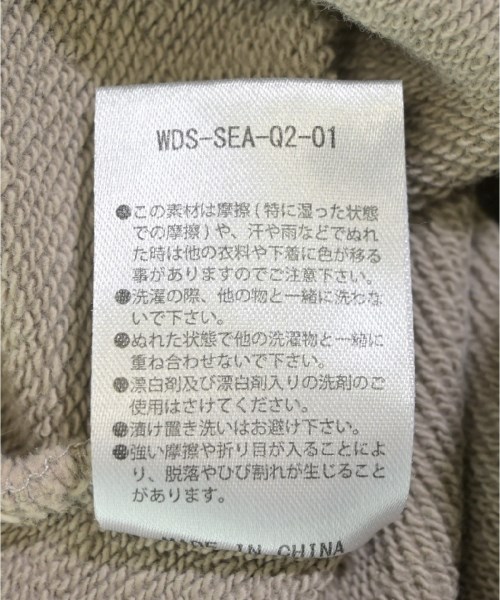 WDS-SEA-Q2-01
●この素材は摩擦(特に湿った状態
での摩擦)や、汗や雨などでぬれ
た時は他の衣料や下着に色が移る
事がありますのでご注意下さい。
●洗濯の際、他の物と一緒に洗わな
いで下さい。
●ぬれた状態で他の洗濯物と一緒に
重ね合わせないで下さい。
●漂白剤及び漂白剤入りの洗剤のご
使用はさけてください。
●漬け置き洗いはお避け下さい。
●強い摩擦や折り目が入ることによ
り、脱落やひび割れが生じること
があります。
MADE IN CHINA